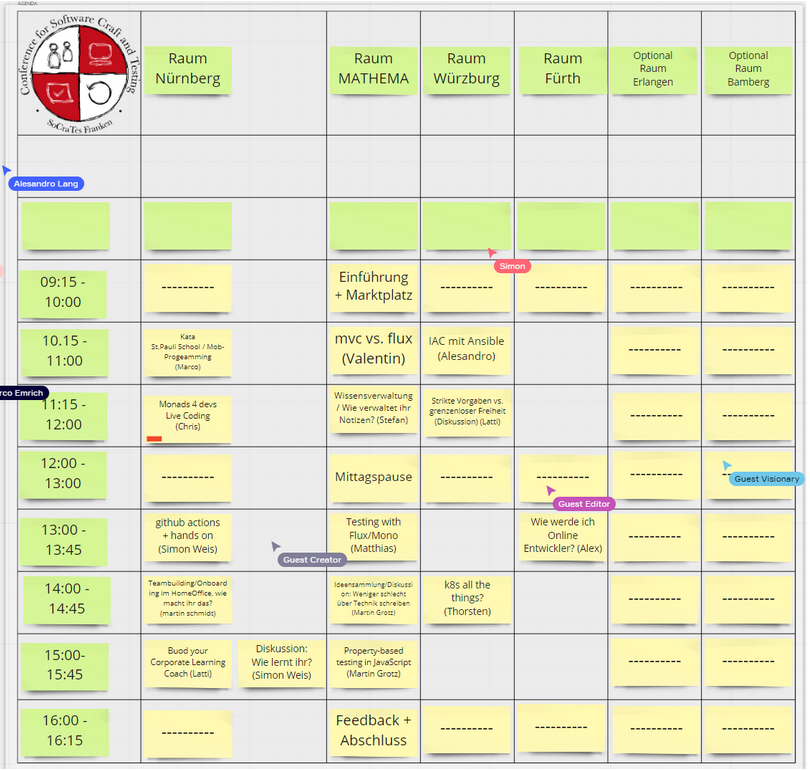 AGENDA
Conference for Software Craft and Testing
• SoCraTes Franken •
Raum
Nürnberg
Raum
MATHEMA
Raum
Würzburg
Raum
Fürth
Optional
Raum
Erlangen
Optional
Raum
Bamberg
Alesandro Lang
Simon
09:15 -
10:00
----------
Einführung
+ Marktplatz
----------
----------
----------
----------
10.15 -
11:00
Kata
St.Pauli School / Mob-
Progeamming
(Marco)
mvc vs. flux
(Valentin)
IAC mit Ansible
(Alesandro)
----------
----------
rco Emrich
11:15 -
12:00
Monads 4 devs
Live Coding
(Chris)
Wissensverwaltung
/ Wie verwaltet ihr
Notizen? (Stefan)
Strikte Vorgaben vs.
grenzenloser Freiheit
(Diskussion) (Latti)
----------
----------
12:00 -
13:00
----------
Mittagspause
----------
----------
----------
Guest Visionary
Guest Editor
13:00 -
13:45
github actions
+ hands on
(Simon Weis)
Guest Creator
Testing with
Flux/Mono
(Matthias)
Wie werde ich
Online
Entwickler? (Alex)
----------
----------
14:00 -
14:45
Teambuilding/Onboard
ing im HomeOffice, wie
macht ihr das?
(martin schmidt)
Ideensammlung/Diskussi
on: Weniger schlecht
über Technik schreiben
(Martin Grotz)
k8s all the
things?
(Thorsten)
----------
----------
15:00-
15:45
Buod your
Corporate Learning
Coach (Latti)
Diskussion:
Wie lernt ihr?
(Simon Weis)
Property-based
testing in JavaScript
(Martin Grotz)
----------
----------
16:00 -
16:15
----------
Feedback +
Abschluss
----------
----------
----------
----------